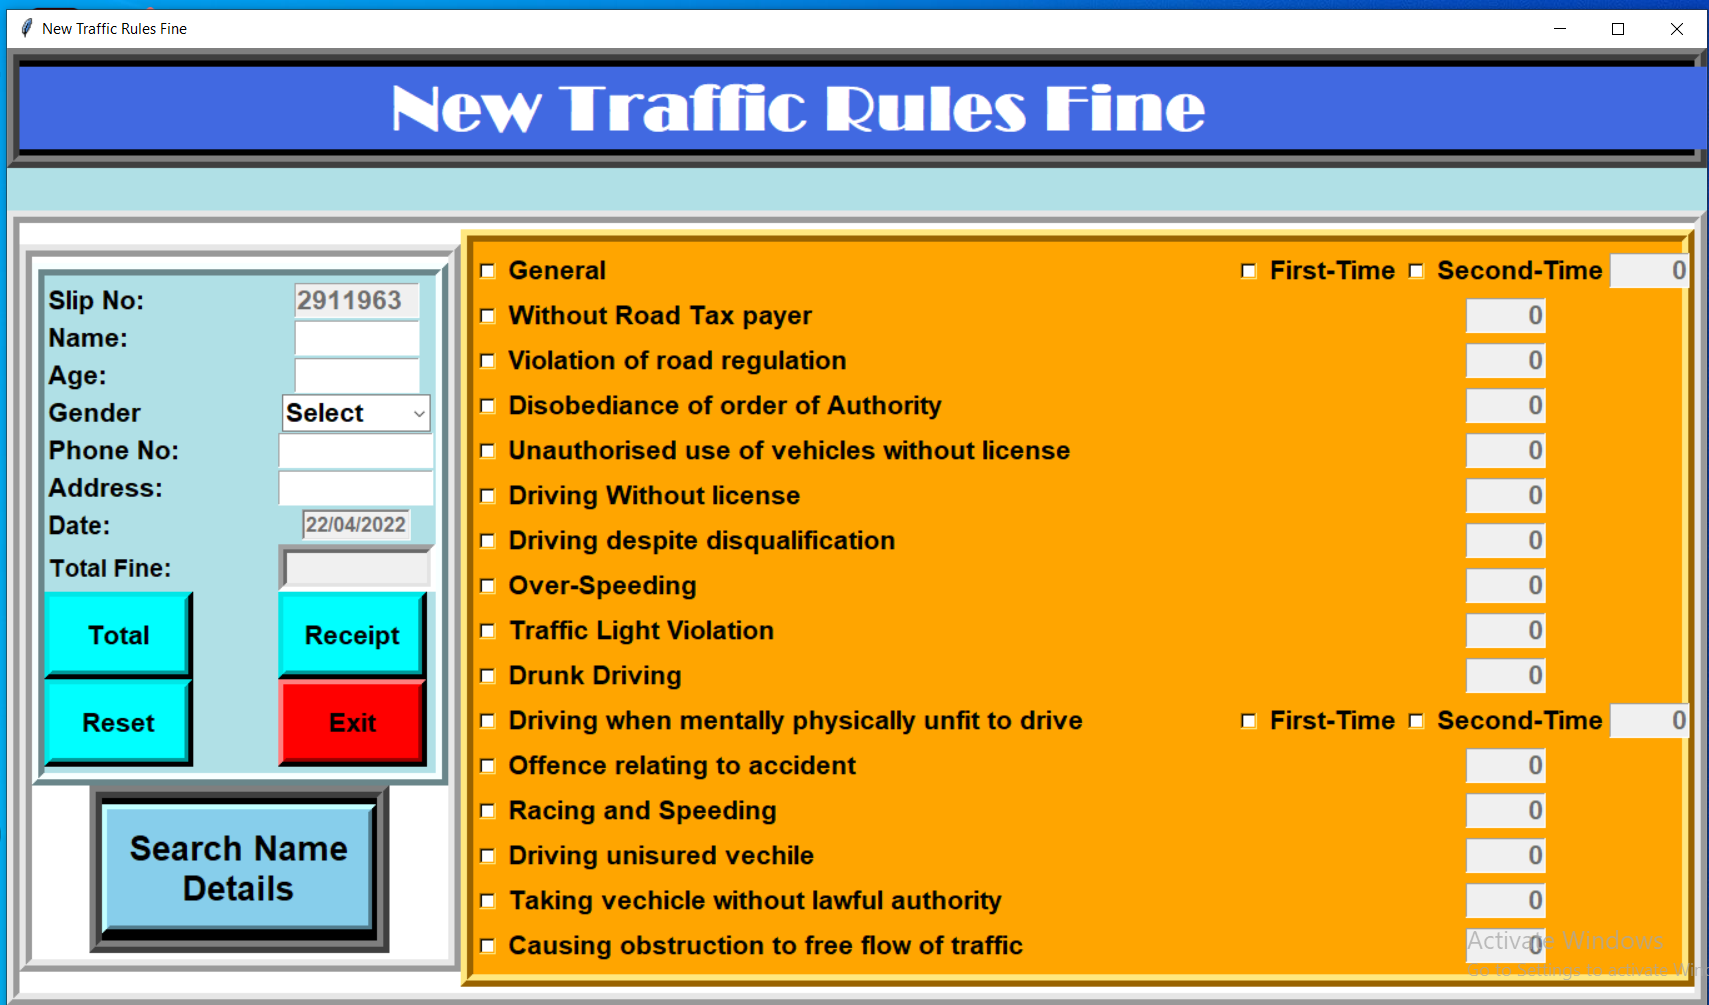 New Traffic Rules Fine
New Traffic Rules Fine
Slip No: 2911963
Name:
Age:
Gender Select
Phone No:
Address:
Date: 22/04/2022
Total Fine:
Total Receipt
Reset Exit
Search Name
Details
General First-Time Second-Time 0
Without Road Tax payer 0
Violation of road regulation 0
Disobediance of order of Authority 0
Unauthorised use of vehicles without license 0
Driving Without license 0
Driving despite disqualification 0
Over-Speeding 0
Traffic Light Violation 0
Drunk Driving 0
Driving when mentally physically unfit to drive First-Time Second-Time 0
Offence relating to accident 0
Racing and Speeding 0
Driving unisured vechile 0
Taking vechicle without lawful authority 0
Causing obstruction to free flow of traffic 0
Activate Windows
Go to Settings to activate Win